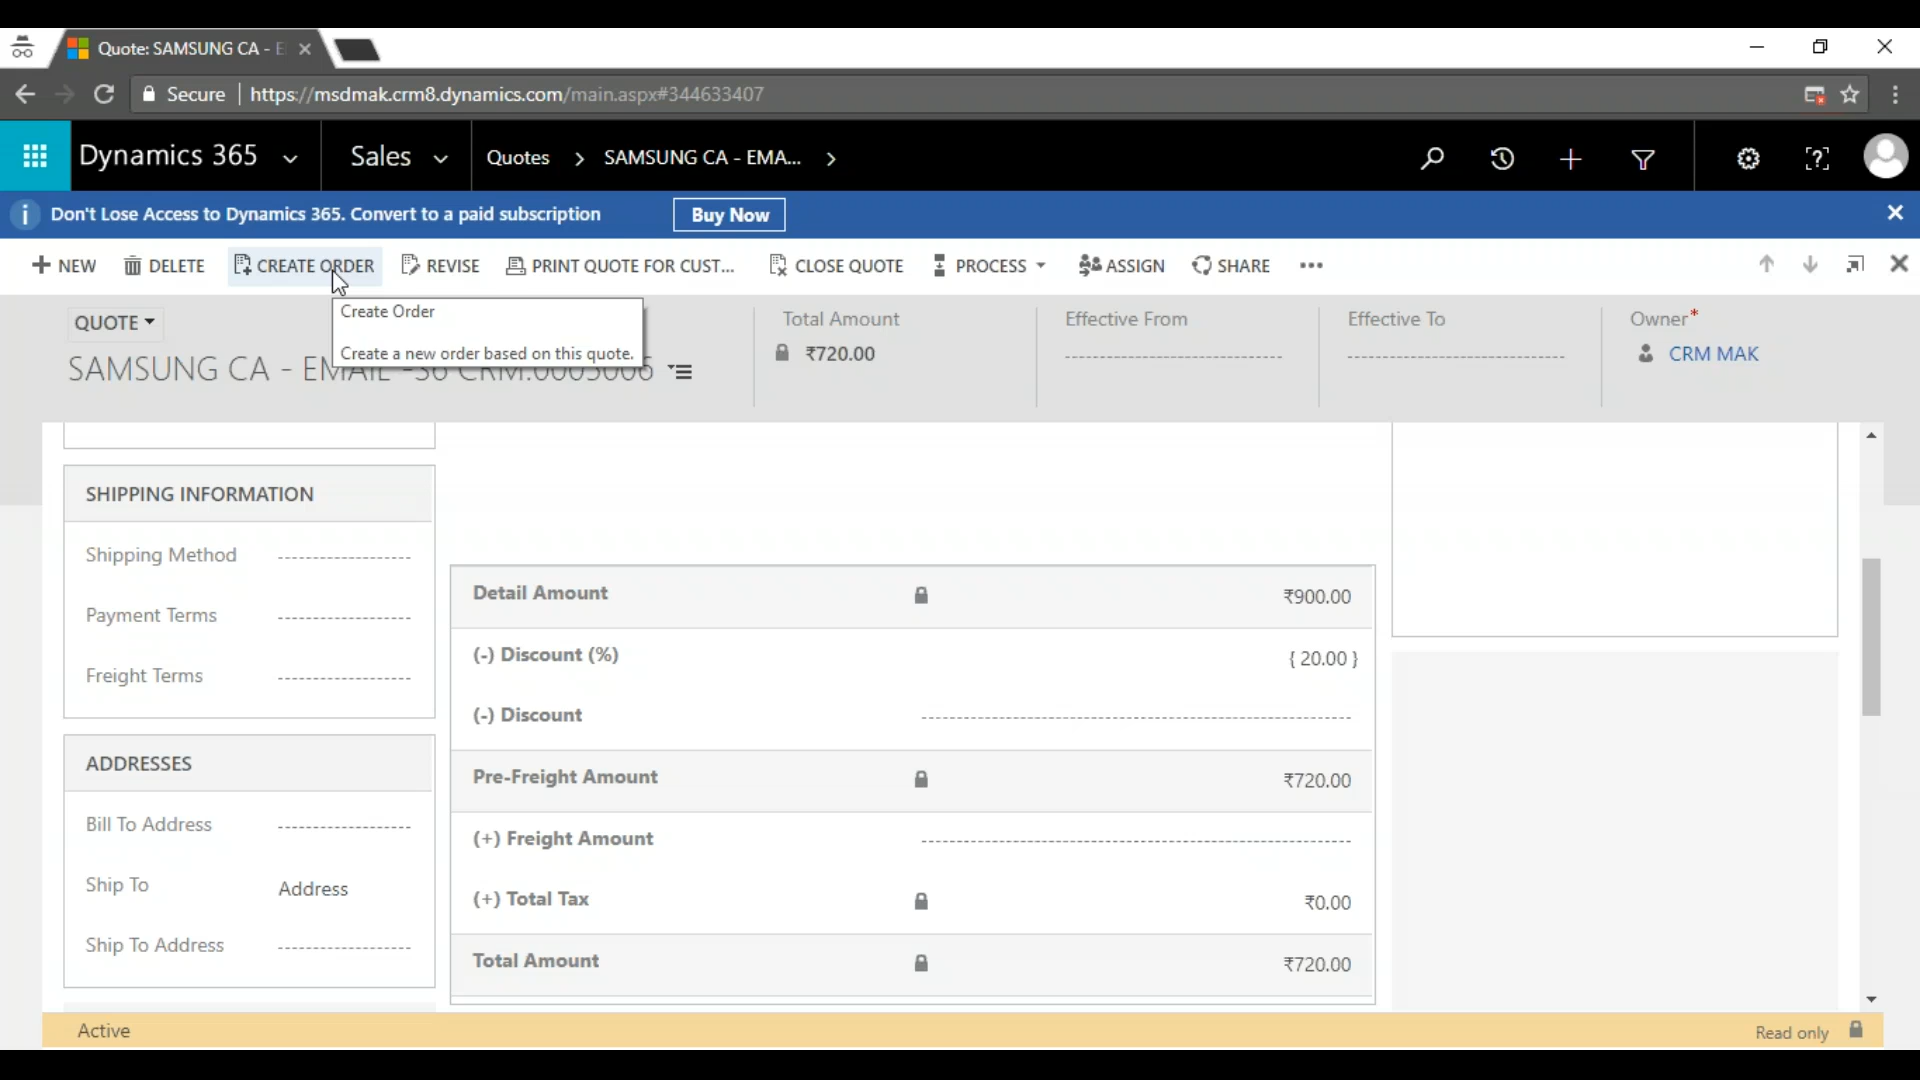 Quote: SAMSUNG CA - E
Secure | https://msdmak.crm8.dynamics.com/main.aspx#344633407
Dynamics 365 Sales Quotes > SAMSUNG CA - EMA... >
Don't Lose Access to Dynamics 365. Convert to a paid subscription Buy Now
+ NEW DELETE CREATE ORDER REVISE PRINT QUOTE FOR CUST... CLOSE QUOTE PROCESS ASSIGN SHARE ...
QUOTE
Create Order
Create a new order based on this quote.
SAMSUNG CA - EMAIL -S6 CRM:0005006
Total Amount
₹720.00
Effective From
Effective To
Owner*
CRM MAK
SHIPPING INFORMATION
Shipping Method
Payment Terms
Freight Terms
ADDRESSES
Bill To Address
Ship To Address
Ship To Address
Detail Amount ₹900.00
(-) Discount (%) { 20.00 }
(-) Discount
Pre-Freight Amount ₹720.00
(+) Freight Amount
(+) Total Tax ₹0.00
Total Amount ₹720.00
Active
Read only